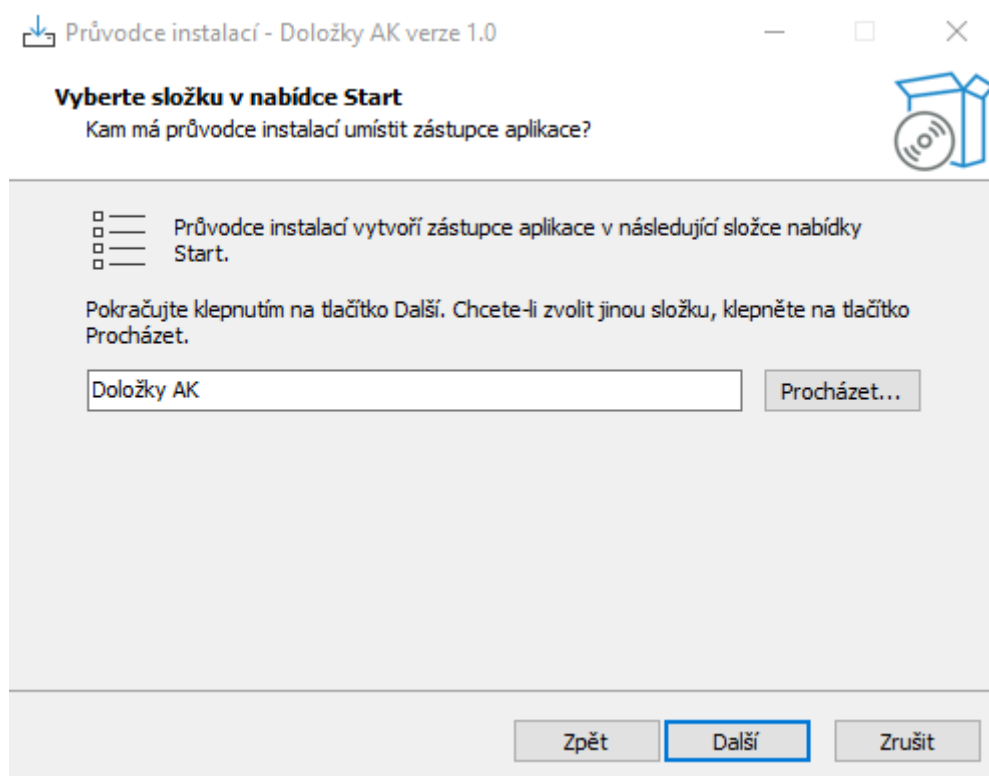 Průvodce instalací - Doložky AK verze 1.0
Vyberte složku v nabídce Start
Kam má průvodce instalací umístit zástupce aplikace?
Průvodce instalací vytvoří zástupce aplikace v následující složce nabídky
Start.
Pokračujte klepnutím na tlačítko Další. Chcete-li zvolit jinou složku, klepněte na tlačítko
Procházet.
Doložky AK
Procházet...
Zpět
Další
Zrušit